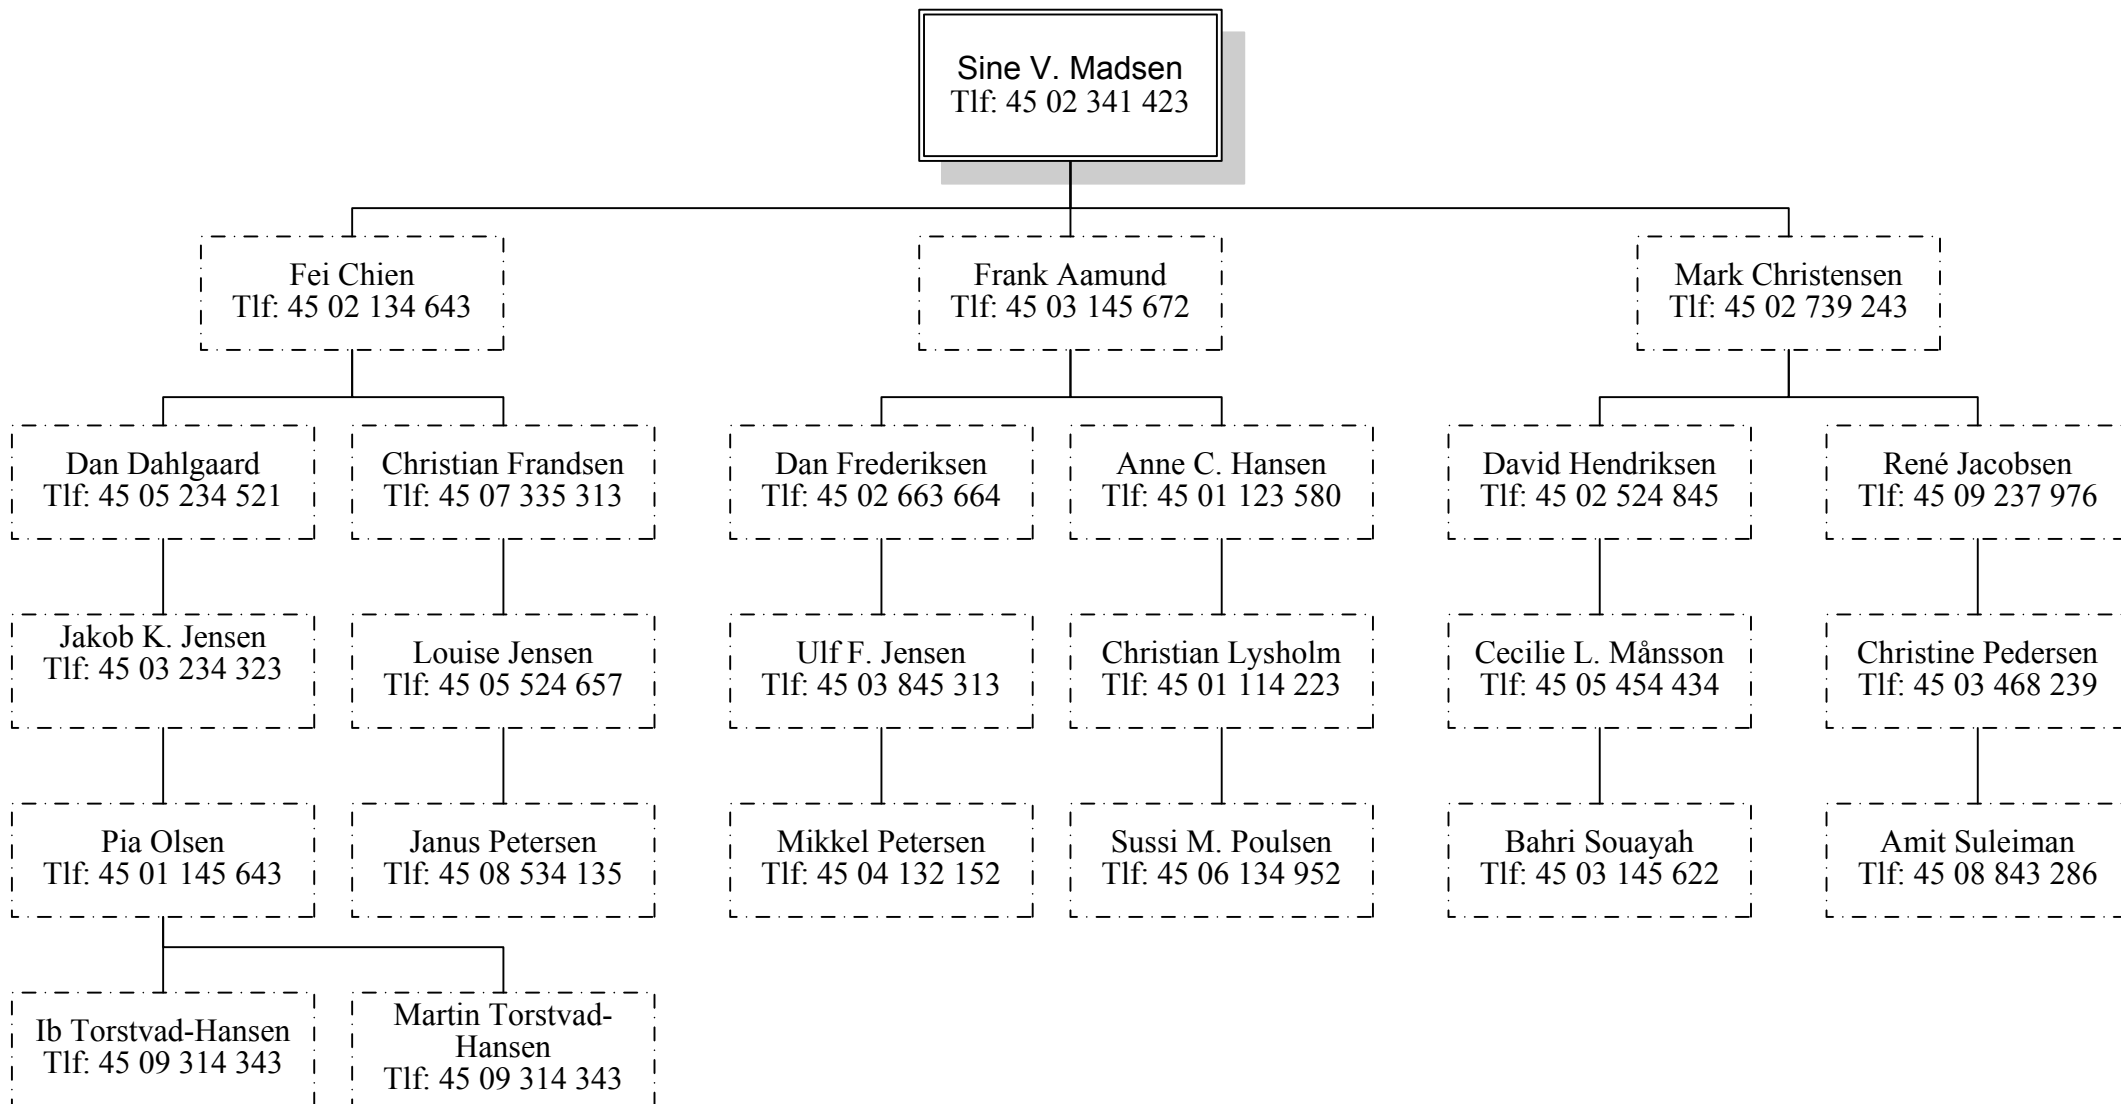 Sine V. Madsen
Tlf: 45 02 341 423
Fei Chien
Tlf: 45 02 134 643
Frank Aamund
Tlf: 45 03 145 672
Mark Christensen
Tlf: 45 02 739 243
Dan Dahlgaard
Tlf: 45 05 234 521
Christian Frandsen
Tlf: 45 07 335 313
Dan Frederiksen
Tlf: 45 02 663 664
Anne C. Hansen
Tlf: 45 01 123 580
David Hendriksen
Tlf: 45 02 524 845
René Jacobsen
Tlf: 45 09 237 976
Jakob K. Jensen
Tlf: 45 03 234 323
Louise Jensen
Tlf: 45 05 524 657
Ulf F. Jensen
Tlf: 45 03 845 313
Christian Lysholm
Tlf: 45 01 114 223
Cecilie L. Månsson
Tlf: 45 05 454 434
Christine Pedersen
Tlf: 45 03 468 239
Pia Olsen
Tlf: 45 01 145 643
Janus Petersen
Tlf: 45 08 534 135
Mikkel Petersen
Tlf: 45 04 132 152
Sussi M. Poulsen
Tlf: 45 06 134 952
Bahri Souayah
Tlf: 45 03 145 622
Amit Suleiman
Tlf: 45 08 843 286
Ib Torstvad-Hansen
Tlf: 45 09 314 343
Martin Torstvad-
Hansen
Tlf: 45 09 314 343